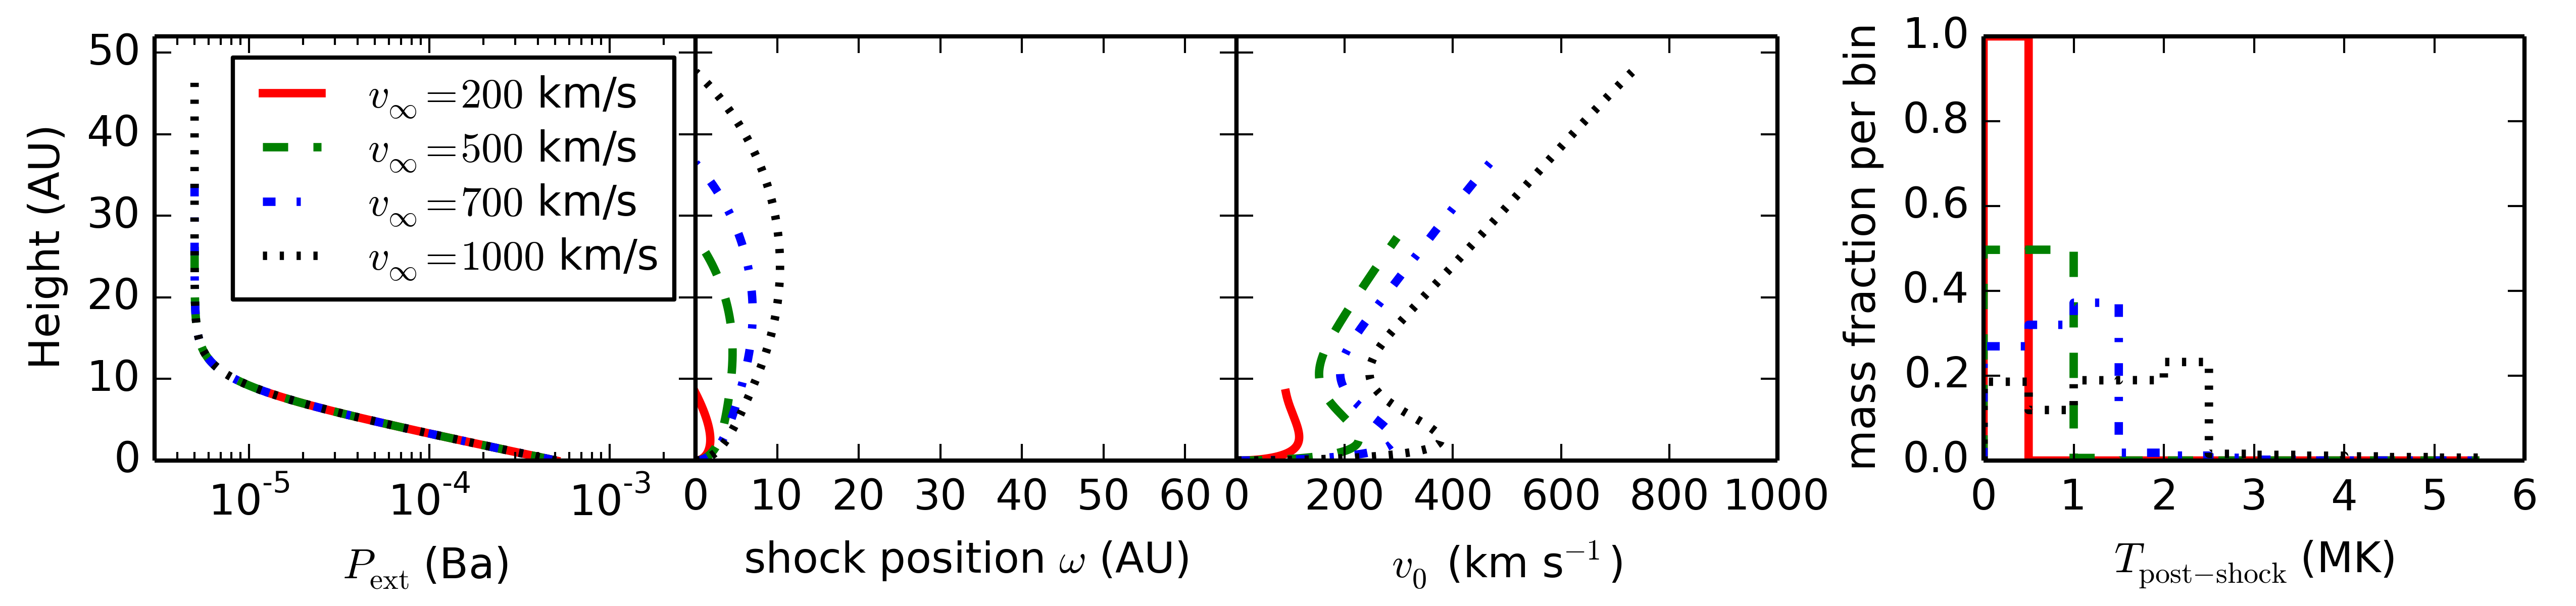 Height (AU)
50
40
30
20
10
0
v∞=200 km/s
v∞=500 km/s
v∞=700 km/s
v∞=1000 km/s
10-5 10-4 10-3
Pext (Ba)
0 10 20 30 40 50 60
shock position ω (AU)
0 200 400 600 800 1000
v0 (km s−1)
mass fraction per bin
1.0
0.8
0.6
0.4
0.2
0.0
0 1 2 3 4 5 6
Tpost−shock (MK)